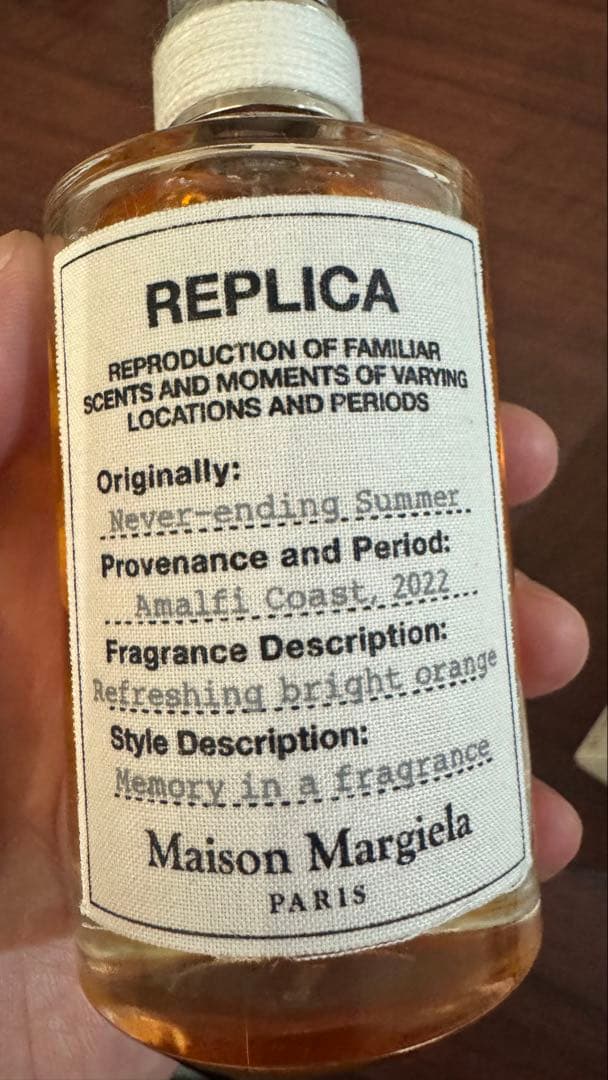 REPLICA
REPRODUCTION OF FAMILIAR
SCENTS AND MOMENTS OF VARYING
LOCATIONS AND PERIODS
Originally:
Never-ending Summer
Provenance and Period:
Amalfi Coast, 2022
Fragrance Description:
Refreshing bright orange
Style Description:
Memory in a fragrance
Maison Margiela
PARIS